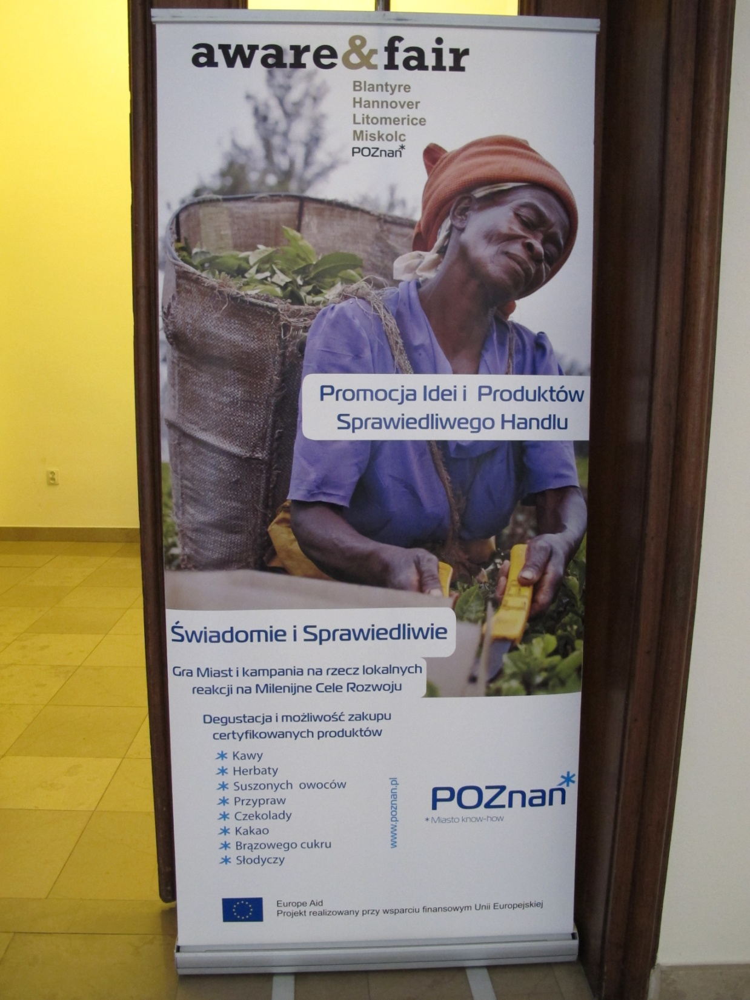 aware&fair
Blantyre
Hannover
Litomerice
Miskolc
POZnan*
Promocja Idei i Produktów
Sprawiedliwego Handlu
Świadomie i Sprawiedliwie
Gra Miast i kampania na rzecz lokalnych
reakcji na Milenijne Cele Rozwoju
Degustacja i możliwość zakupu
certyfikowanych produktów
* Kawy
* Herbaty
* Suszonych owoców
* Przypraw
* Czekolady
* Kakao
* Brązowego cukru
* Słodyczy
www.poznan.pl
POZnan*
* Miasto know-how
Europe Aid
Projekt realizowany przy wsparciu finansowym Unii Europejskiej